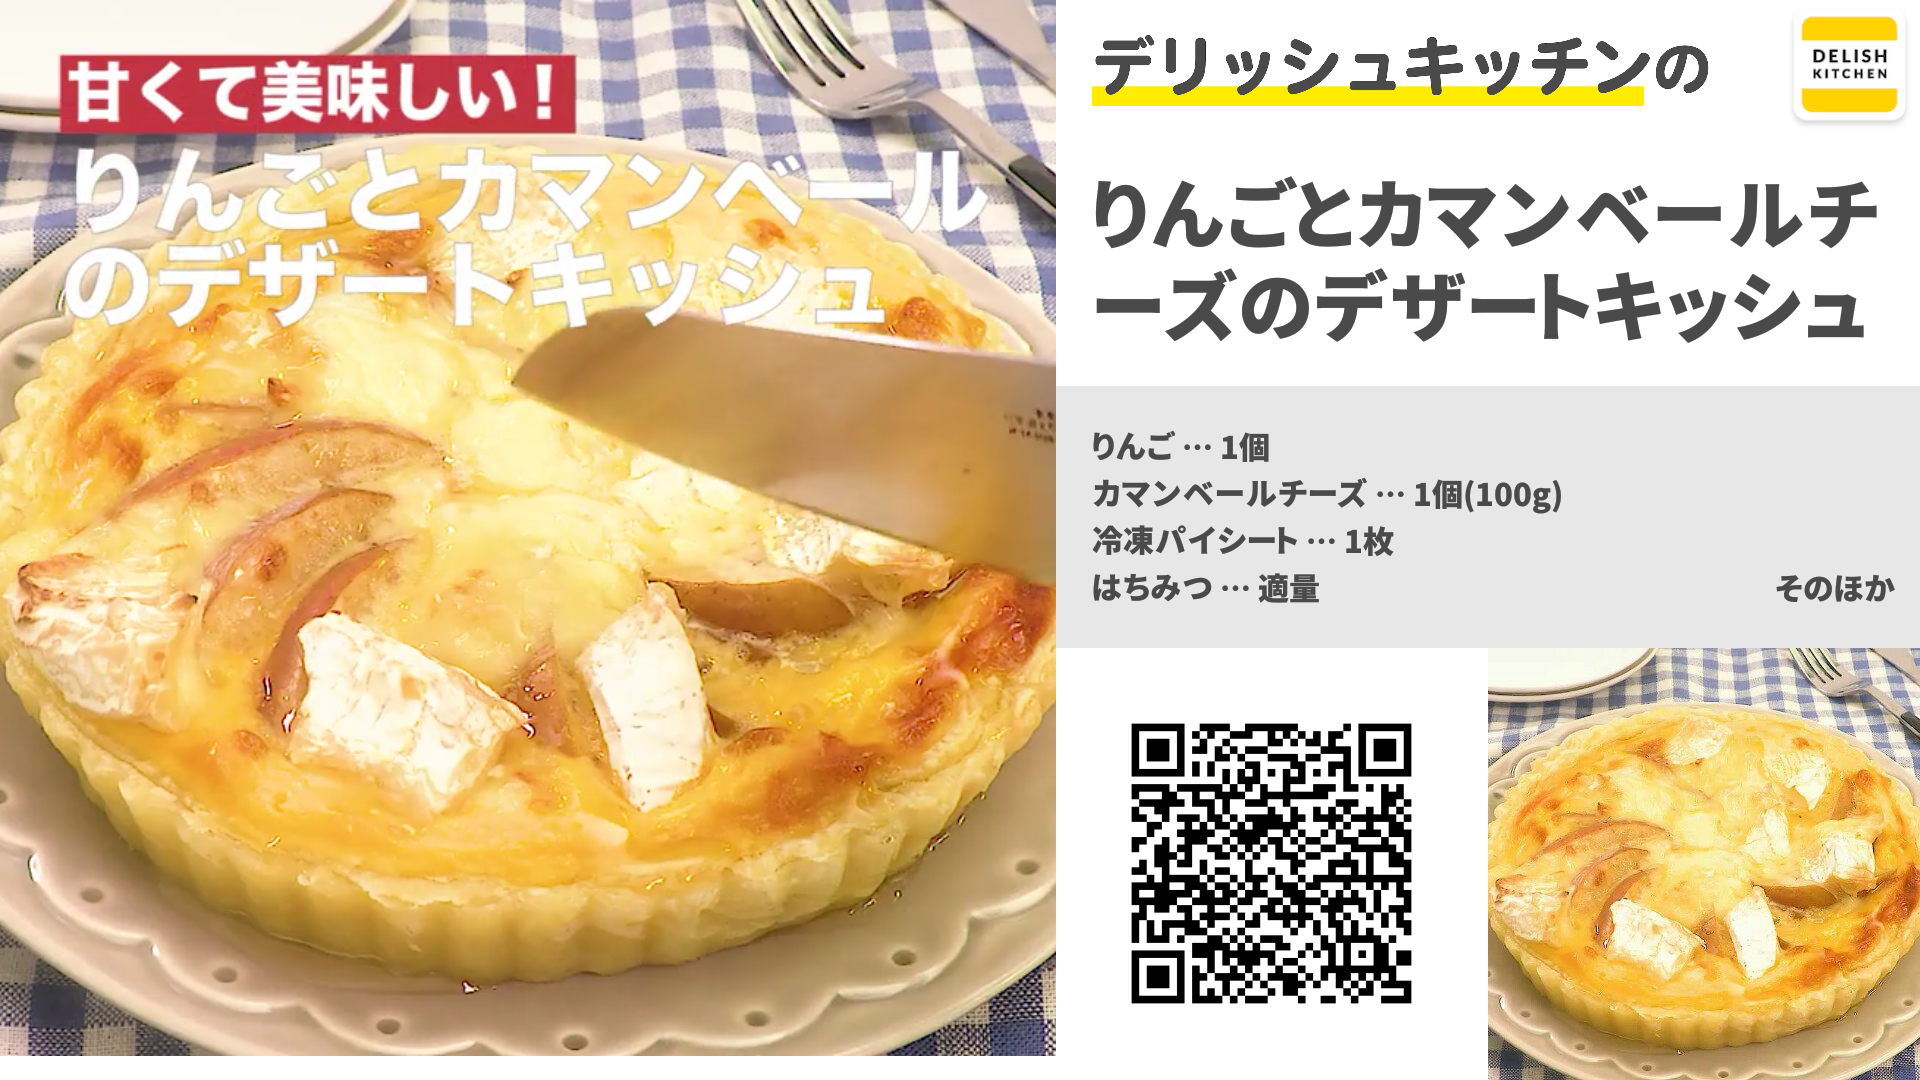 甘くて美味しい！
りんごとカマンベール
のデザートキッシュ
デリッシュキッチンの
DELISH
KITCHEN
りんごとカマンベールチ
ーズのデザートキッシュ
りんご … 1個
カマンベールチーズ … 1個(100g)
冷凍パイシート … 1枚
はちみつ … 適量
そのほか